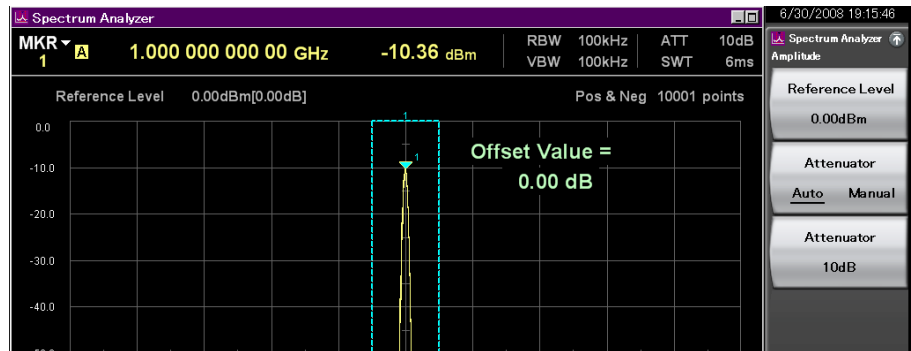 Spectrum Analyzer
6/30/2008 19:15:46
MKR A 1.000 000 000 00 GHz -10.36 dBm RBW 100kHz ATT 10dB
1 VBW 100kHz SWT 6ms
Spectrum Analyzer
Amplitude
Reference Level 0.00dBm[0.00dB] Pos & Neg 10001 points
Reference Level
0.00dBm
Attenuator
Auto Manual
Attenuator
10dB
1
0.0
1
Offset Value =
0.00 dB
-10.0
-20.0
-30.0
-40.0